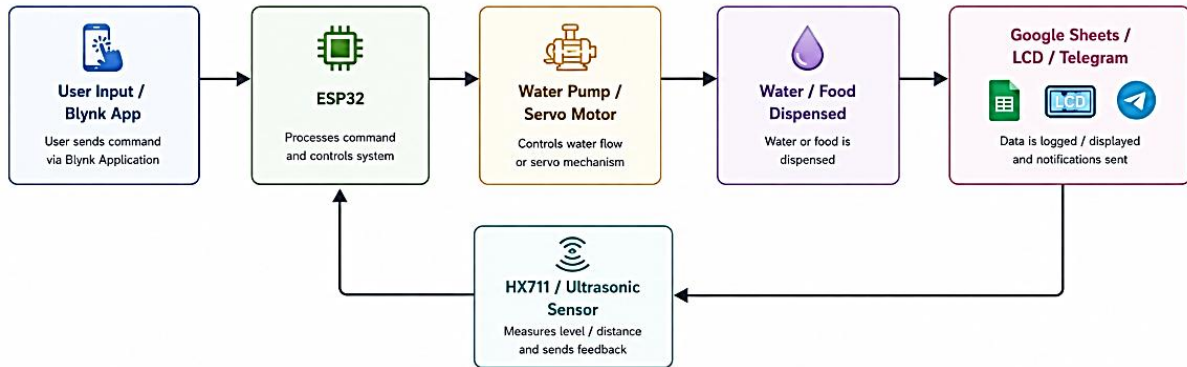 User Input /
Blynk App
User sends command
via Blynk Application
ESP32
Processes command
and controls system
Water Pump /
Servo Motor
Controls water flow
or servo mechanism
Water / Food
Dispensed
Water or food is
dispensed
Google Sheets /
LCD / Telegram
LCD
Data is logged / displayed
and notifications sent
HX711 / Ultrasonic
Sensor
Measures level / distance
and sends feedback